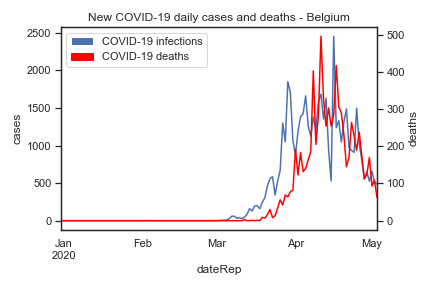 New COVID-19 daily cases and deaths - Belgium
COVID-19 infections
COVID-19 deaths
2500
2000
1500
1000
500
0
cases
500
400
300
200
100
0
deaths
Jan
2020
Feb
Mar
Apr
May
dateRep